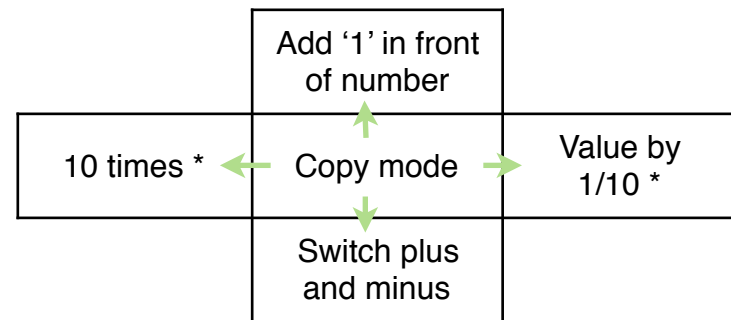 Add ‘1’ in front
of number
10 times *
Copy mode
Value by
1/10 *
Switch plus
and minus